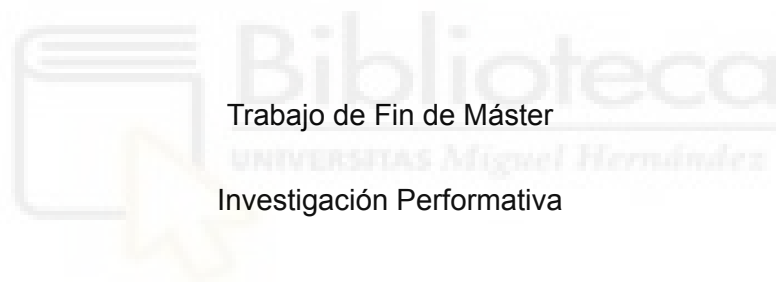 Biblioteca
Trabajo de Fin de Máster
UNIVERSITAS Miguel Hernández
Investigación Performativa